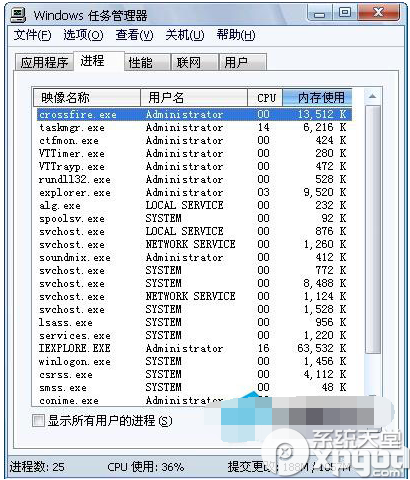 Windows 任务管理器
文件(F) 选项(O) 查看(V) 关机(U) 帮助(H)
应用程序 进程 性能 联网 用户
映像名称 用户名 CPU 内存使用
crossfire.exe Administrator 00 13,512 K
taskmgr.exe Administrator 14 6,216 K
ctfmon.exe Administrator 00 424 K
VTTimer.exe Administrator 00 280 K
VTTrayp.exe Administrator 00 472 K
rundll32.exe Administrator 00 528 K
explorer.exe Administrator 03 9,520 K
alg.exe LOCAL SERVICE 00 232 K
spoolsv.exe SYSTEM 00 92 K
svchost.exe LOCAL SERVICE 00 876 K
svchost.exe NETWORK SERVICE 00 1,260 K
soundmix.exe Administrator 00 412 K
svchost.exe SYSTEM 00 772 K
svchost.exe SYSTEM 00 8,488 K
svchost.exe NETWORK SERVICE 00 1,124 K
svchost.exe SYSTEM 00 1,528 K
lsass.exe SYSTEM 00 956 K
services.exe SYSTEM 00 1,220 K
IEXPLORE.EXE Administrator 16 63,532 K
winlogon.exe SYSTEM 00 1,456 K
csrss.exe SYSTEM 00 4,112 K
smss.exe SYSTEM 00 48 K
conime.exe Administrator
显示所有用户的进程(S)
系统天堂
进程数: 25 CPU 使用: 36% 提交更改: